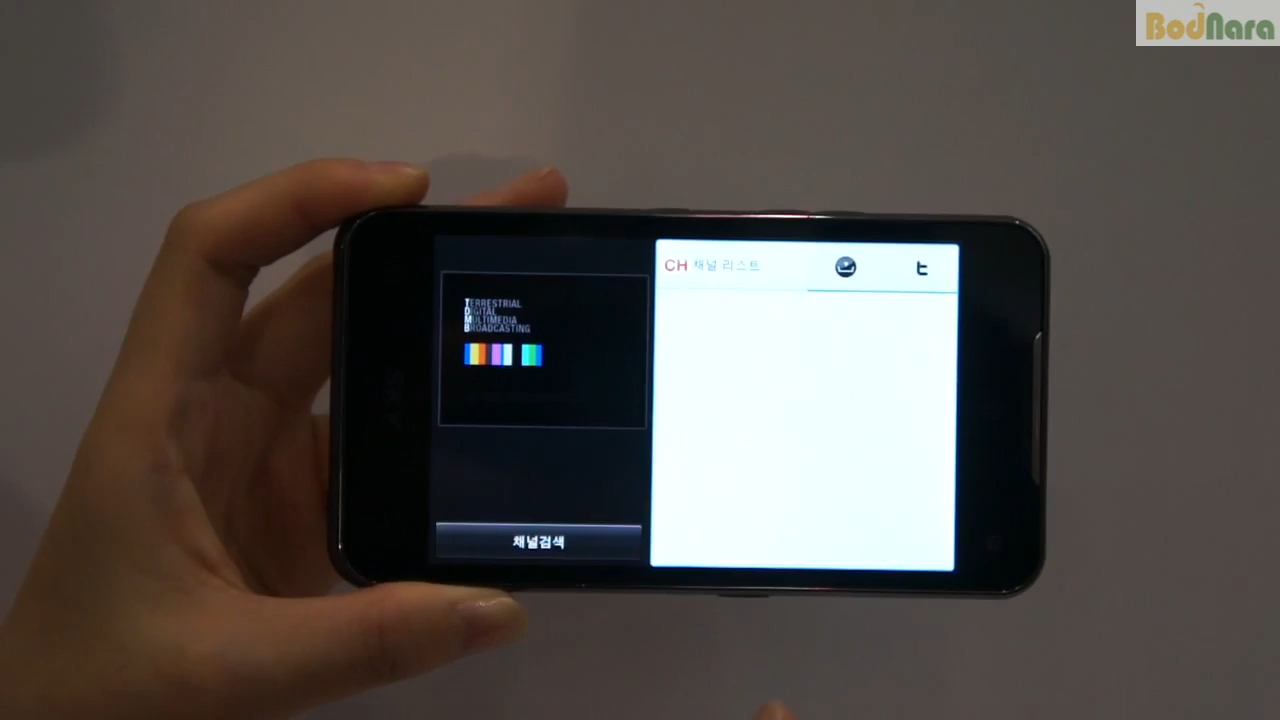 BodNara
CH 채널 리스트
TERRESTRIAL
DIGITAL
MULTIMEDIA
BROADCASTING
채널검색